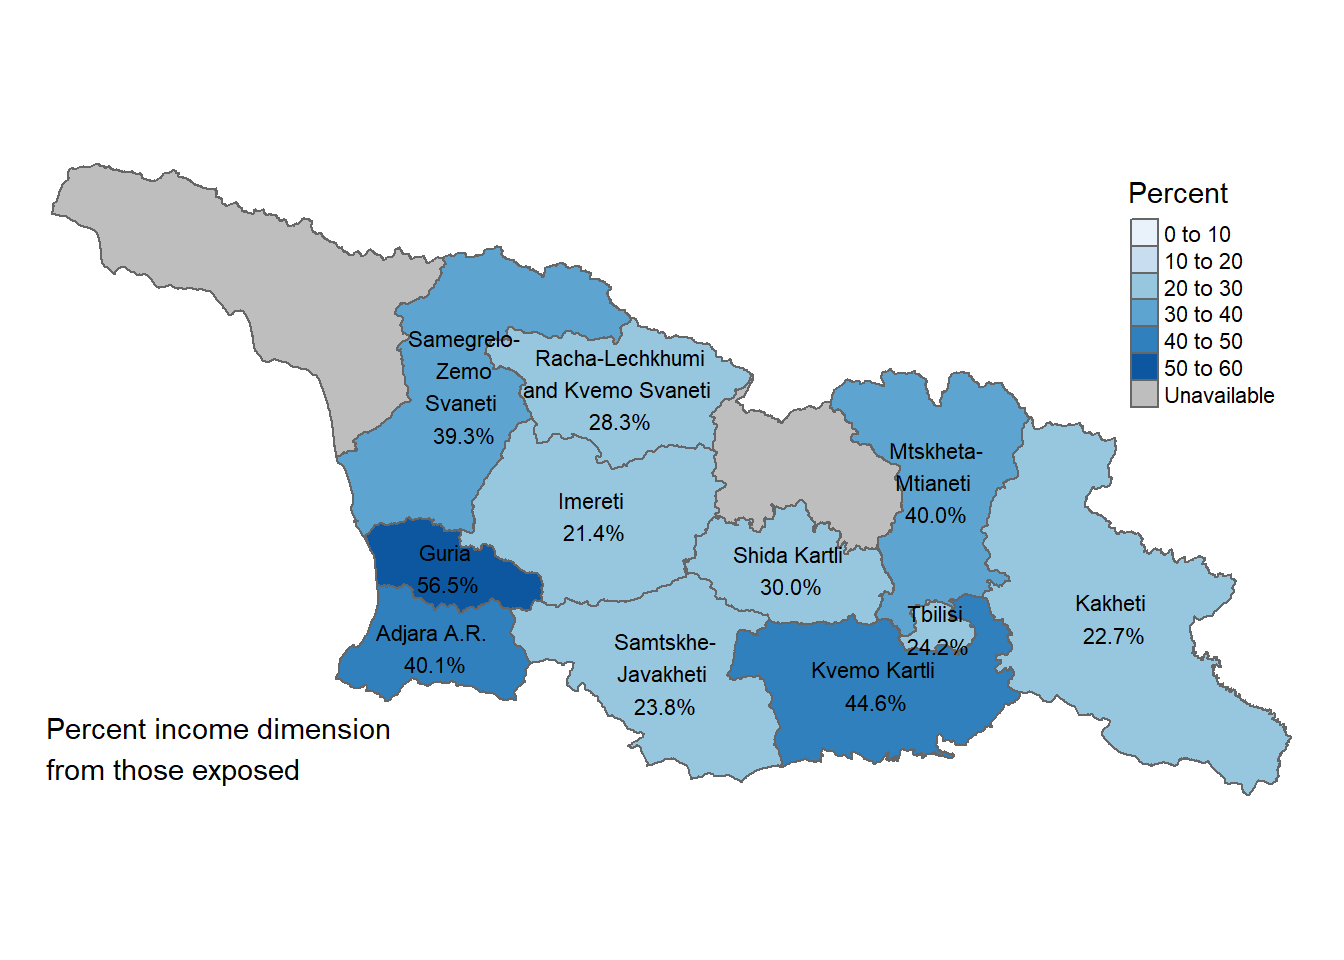 Percent
0 to 10
10 to 20
20 to 30
30 to 40
40 to 50
50 to 60
Unavailable
Samegrelo-
Zemo
Svaneti
39.3%
Racha-Lechkhumi
and Kvemo Svaneti
28.3%
Mtskheta-
Mtianeti
40.0%
Imereti
21.4%
Guria
56.5%
Shida Kartli
30.0%
Adjara A.R.
40.1%
Samtskhe-
Javakheti
23.8%
Tbilisi
24.2%
Kvemo Kartli
44.6%
Kakheti
22.7%
Percent income dimension
from those exposed